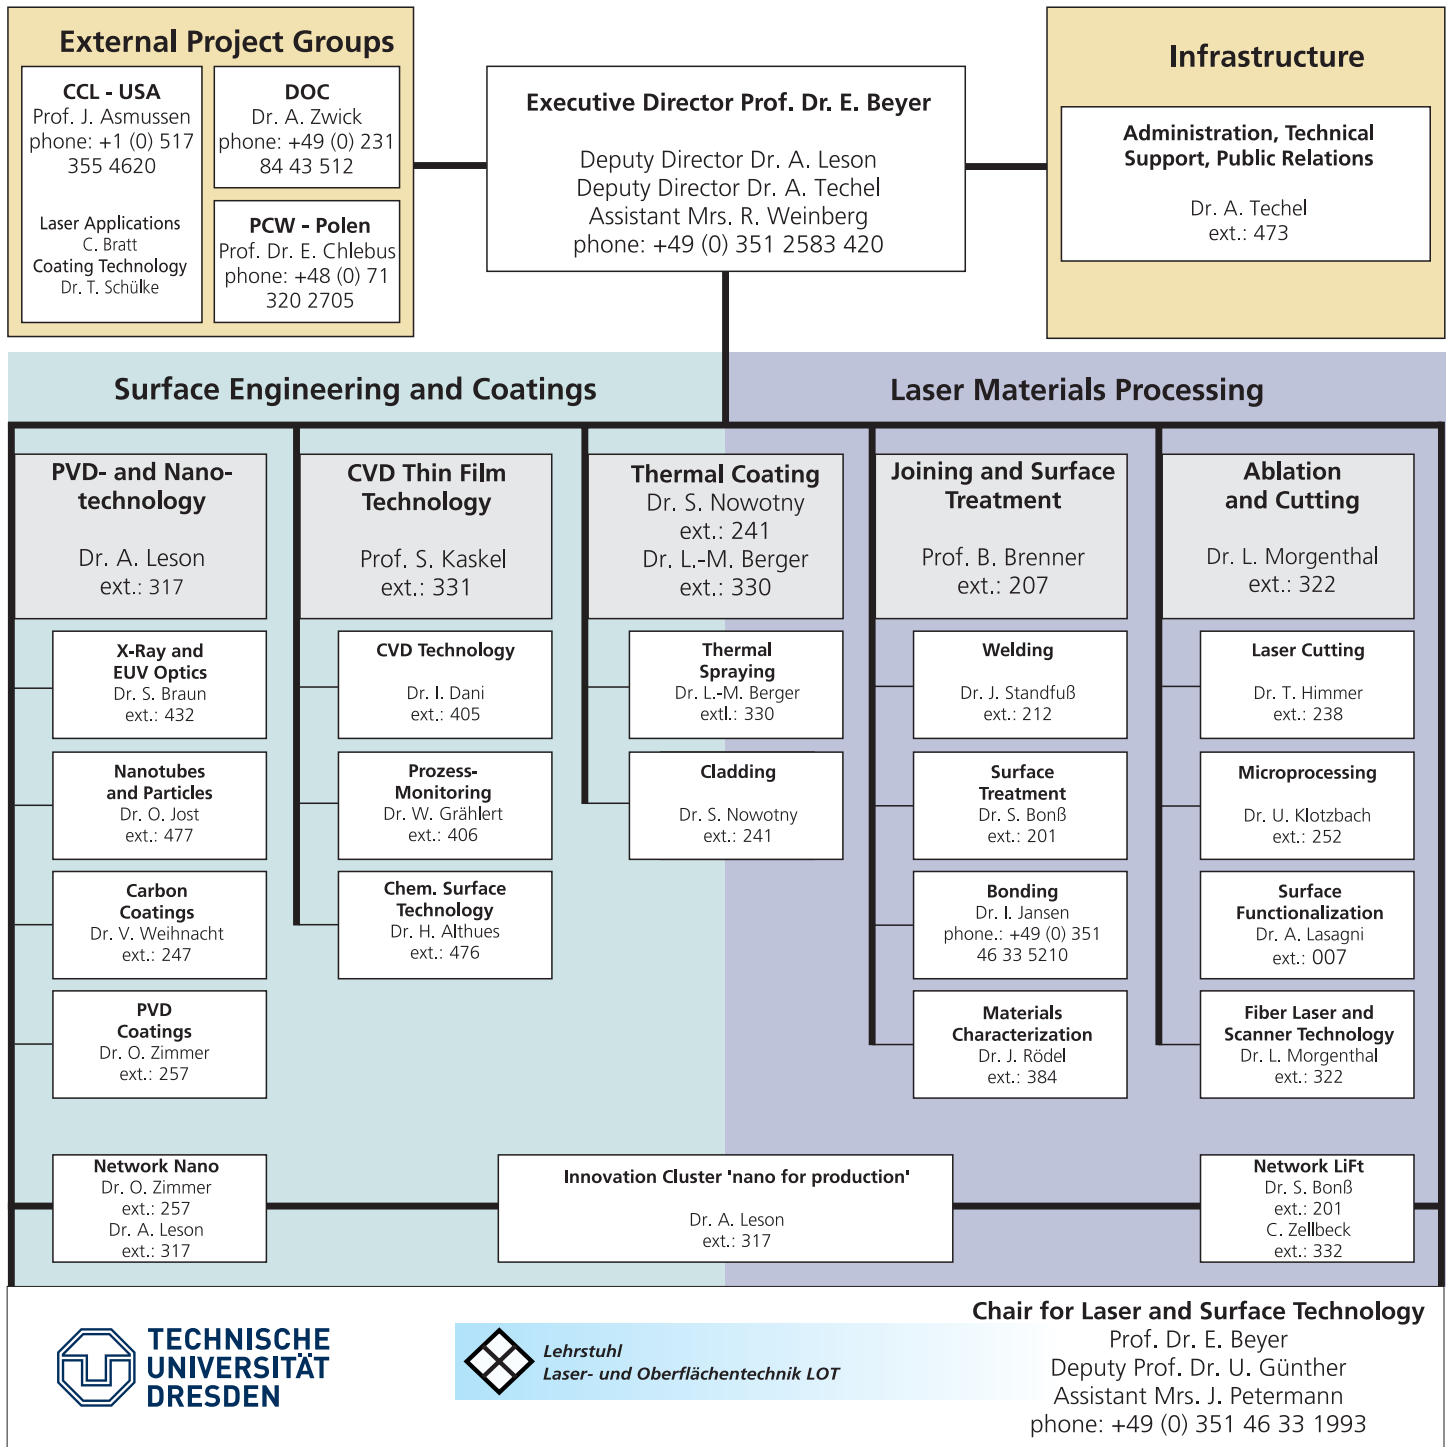 External Project Groups
CCL - USA
Prof. J. Asmussen
phone: +1 (0) 517
355 4620
Laser Applications
C. Bratt
Coating Technology
Dr. T. Schülke
DOC
Dr. A. Zwick
phone: +49 (0) 231
84 43 512
PCW - Polen
Prof. Dr. E. Chlebus
phone: +48 (0) 71
320 2705
Executive Director Prof. Dr. E. Beyer
Deputy Director Dr. A. Leson
Deputy Director Dr. A. Techel
Assistant Mrs. R. Weinberg
phone: +49 (0) 351 2583 420
Infrastructure
Administration, Technical
Support, Public Relations
Dr. A. Techel
ext.: 473
Surface Engineering and Coatings
Laser Materials Processing
PVD- and Nano-
technology
Dr. A. Leson
ext.: 317
X-Ray and
EUV Optics
Dr. S. Braun
ext.: 432
Nanotubes
and Particles
Dr. O. Jost
ext.: 477
Carbon
Coatings
Dr. V. Weihnacht
ext.: 247
PVD
Coatings
Dr. O. Zimmer
ext.: 257
CVD Thin Film
Technology
Prof. S. Kaskel
ext.: 331
CVD Technology
Dr. I. Dani
ext.: 405
Prozess-
Monitoring
Dr. W. Grählert
ext.: 406
Chem. Surface
Technology
Dr. H. Althues
ext.: 476
Thermal Coating
Dr. S. Nowotny
ext.: 241
Dr. L.-M. Berger
ext.: 330
Thermal
Spraying
Dr. L.-M. Berger
extl.: 330
Cladding
Dr. S. Nowotny
ext.: 241
Joining and Surface
Treatment
Prof. B. Brenner
ext.: 207
Welding
Dr. J. Standfuß
ext.: 212
Surface
Treatment
Dr. S. Bonß
ext.: 201
Bonding
Dr. I. Jansen
phone.: +49 (0) 351
46 33 5210
Materials
Characterization
Dr. J. Rödel
ext.: 384
Ablation
and Cutting
Dr. L. Morgenthal
ext.: 322
Laser Cutting
Dr. T. Himmer
ext.: 238
Microprocessing
Dr. U. Klotzbach
ext.: 252
Surface
Functionalization
Dr. A. Lasagni
ext.: 007
Fiber Laser and
Scanner Technology
Dr. L. Morgenthal
ext.: 322
Network Nano
Dr. O. Zimmer
ext.: 257
Dr. A. Leson
ext.: 317
Innovation Cluster 'nano for production'
Dr. A. Leson
ext.: 317
Network LiFt
Dr. S. Bonß
ext.: 201
C. Zellbeck
ext.: 332
TECHNISCHE
UNIVERSITÄT
DRESDEN
Lehrstuhl
Laser- und Oberflächentechnik LOT
Chair for Laser and Surface Technology
Prof. Dr. E. Beyer
Deputy Prof. Dr. U. Günther
Assistant Mrs. J. Petermann
phone: +49 (0) 351 46 33 1993